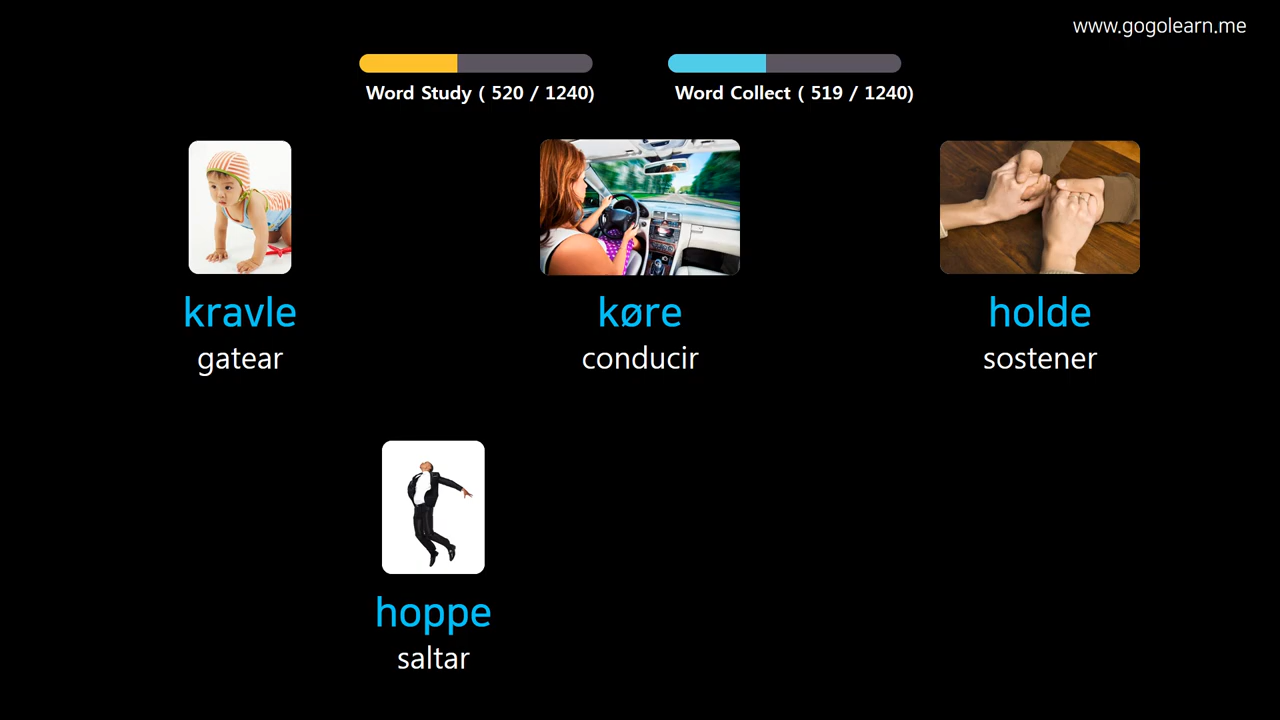 www.gogolearn.me
Word Study ( 520 / 1240)
Word Collect ( 519 / 1240)
kravle
gatear
køre
conducir
holde
sostener
hoppe
saltar